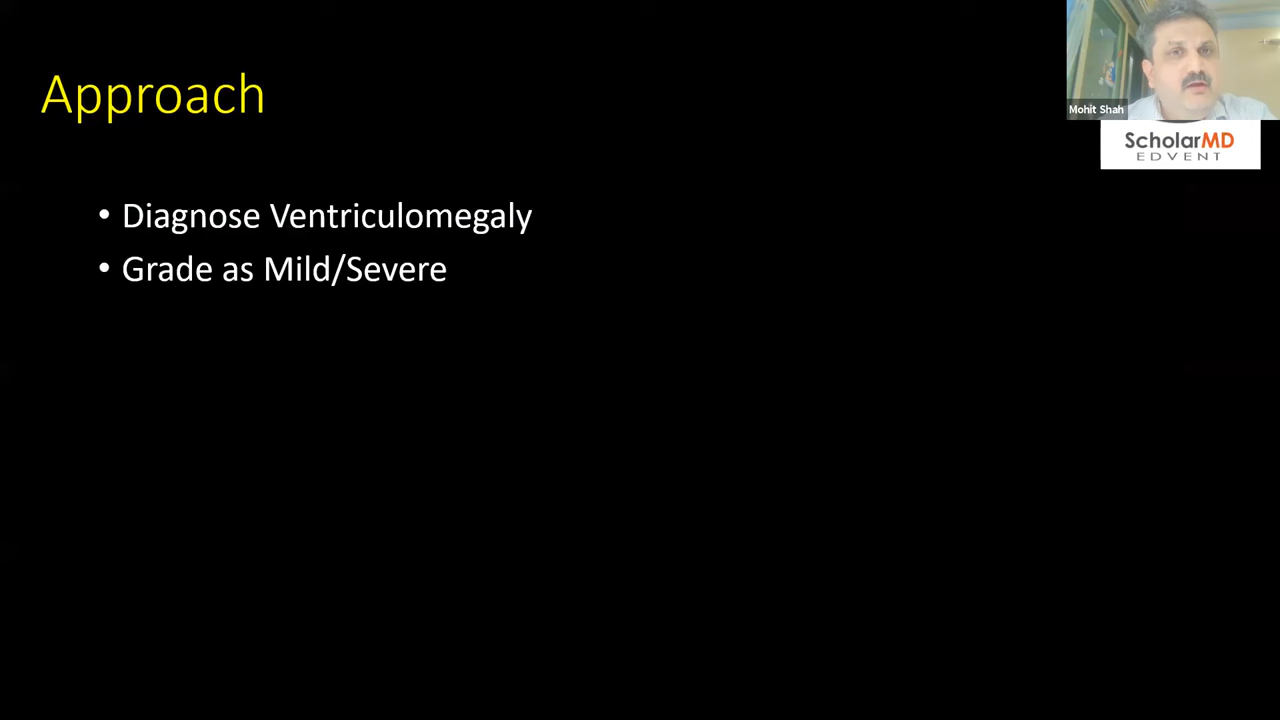 Approach
Mohit Shah
ScholarMD
EDVENT
• Diagnose Ventriculomegaly
• Grade as Mild/Severe